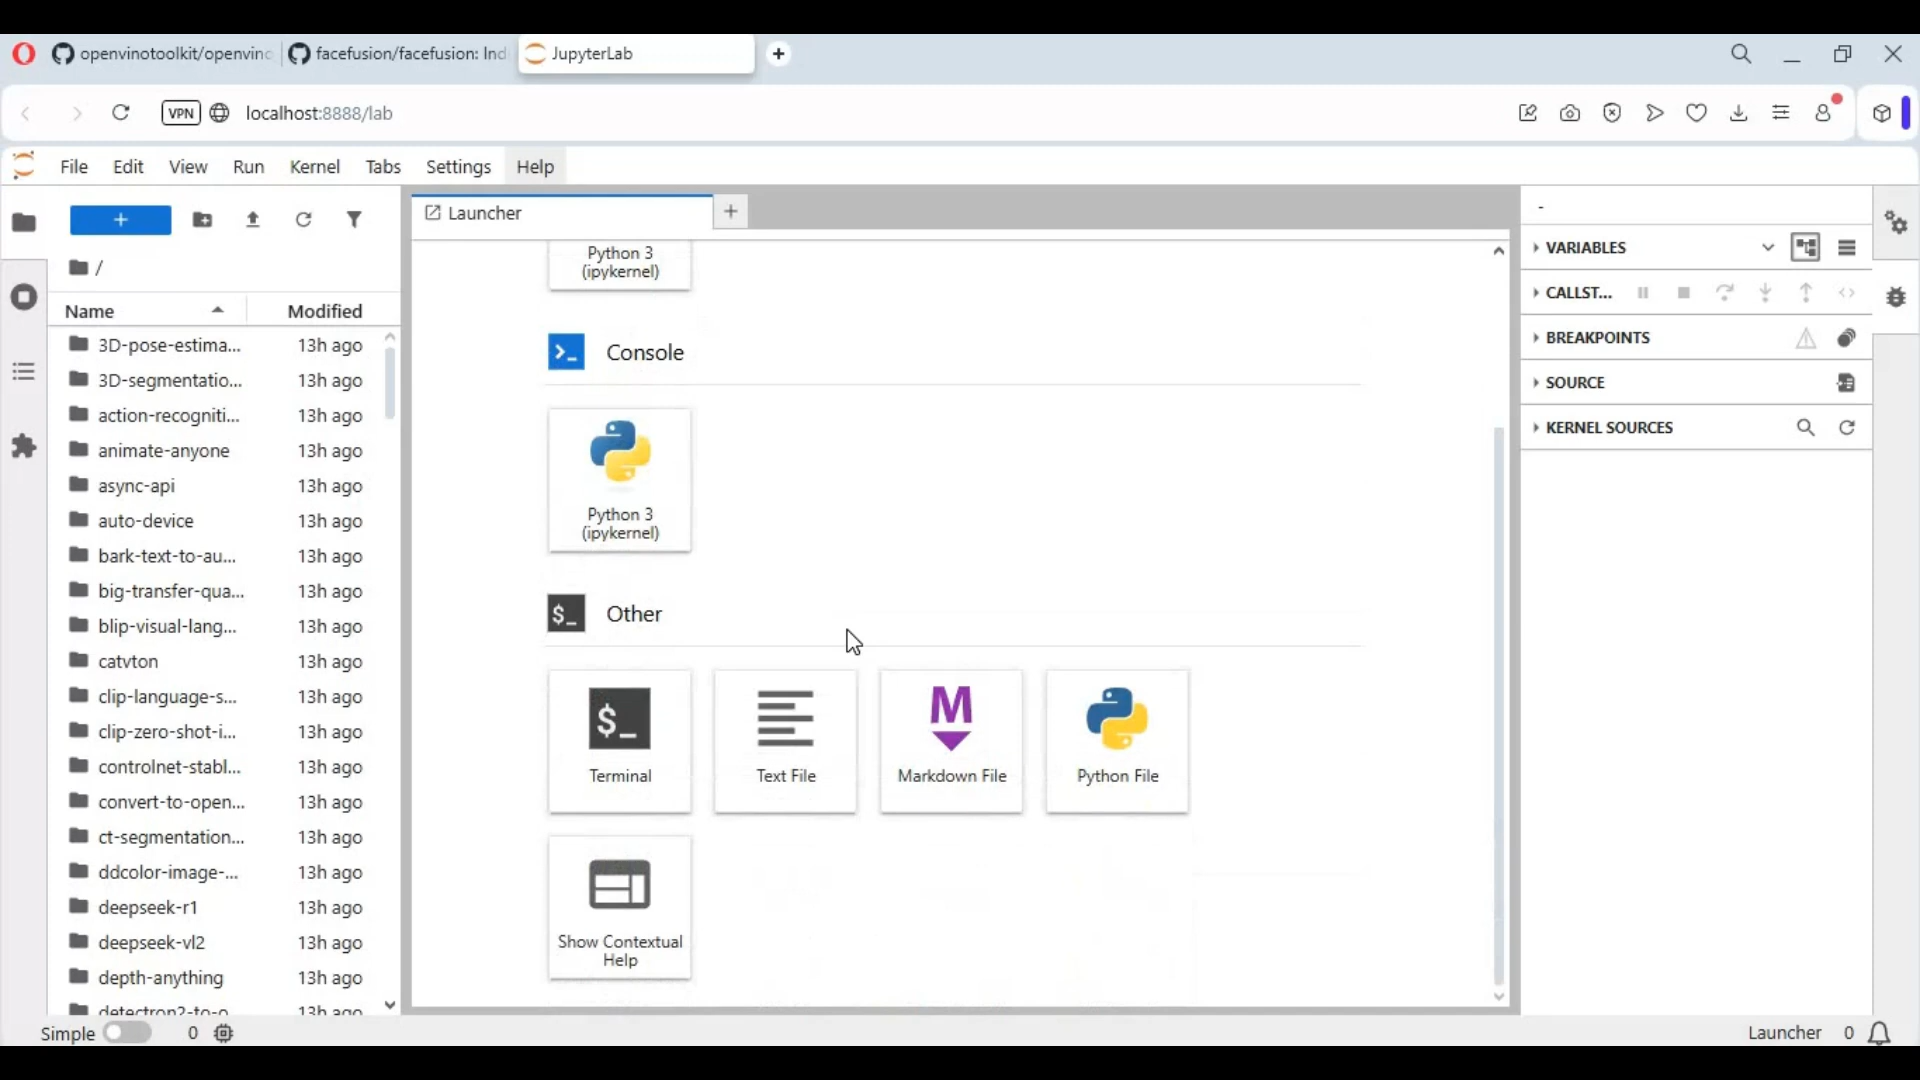 openvinotoolkit/openvino
facefusion/facefusion: Ind
JupyterLab
VPN
localhost:8888/lab
File Edit View Run Kernel Tabs Settings Help
Launcher
/
Name Modified
3D-pose-estima... 13h ago
3D-segmentatio... 13h ago
action-recogniti... 13h ago
animate-anyone 13h ago
async-api 13h ago
auto-device 13h ago
bark-text-to-au... 13h ago
big-transfer-qua... 13h ago
blip-visual-lang... 13h ago
catvton 13h ago
clip-language-s... 13h ago
clip-zero-shot-i... 13h ago
controlnet-stabl... 13h ago
convert-to-open... 13h ago
ct-segmentation... 13h ago
ddcolor-image-... 13h ago
deepseek-r1 13h ago
deepseek-vl2 13h ago
depth-anything 13h ago
detectron2-to-o 13h ago
Python 3
(ipykernel)
Console
Python 3
(ipykernel)
$_ Other
$_
Terminal
Text File
M
Markdown File
Python File
Show Contextual
Help
-
VARIABLES
CALLST...
BREAKPOINTS
SOURCE
KERNEL SOURCES
Simple 0
Launcher 0